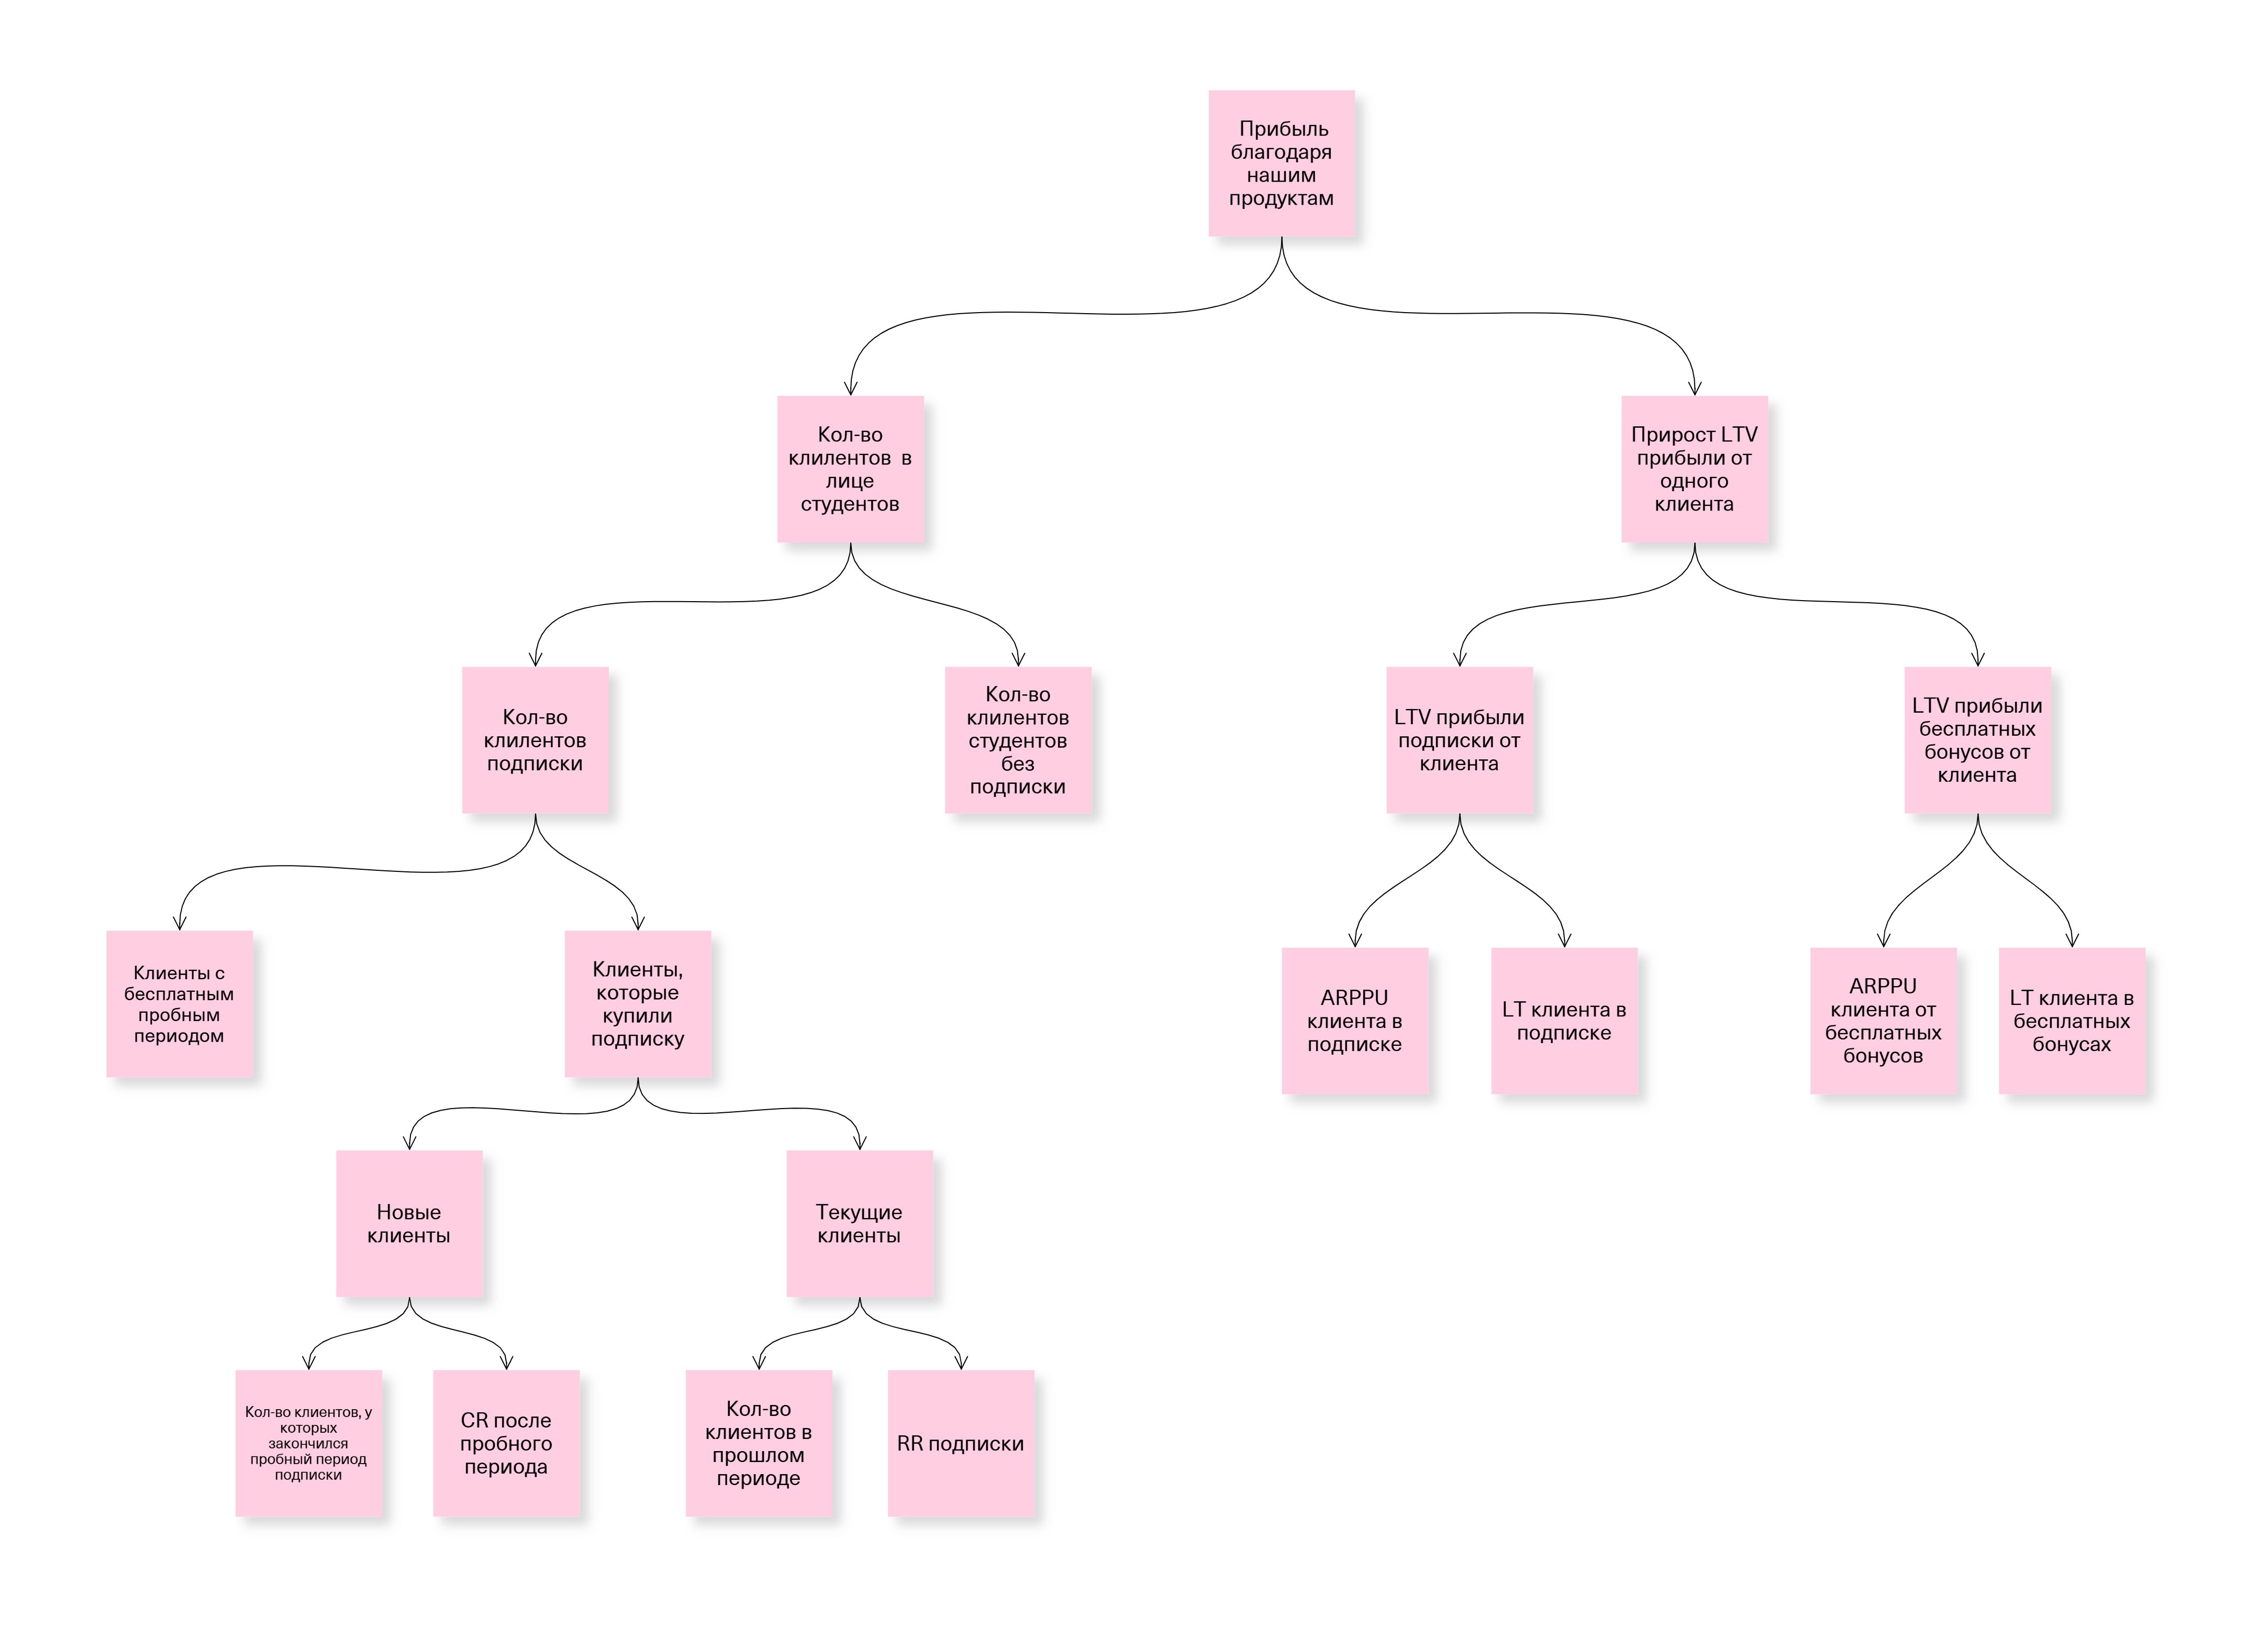 Прибыль
благодаря
нашим
продуктам
Кол-во
клилентов  в
лице
студентов
Прирост LTV
прибыли от
одного
клиента
Кол-во
клилентов
подписки
Кол-во
клилентов
студентов
без
подписки
LTV прибыли
подписки от
клиента
LTV прибыли
бесплатных
бонусов от
клиента
Клиенты с
бесплатным
пробным
периодом
Клиенты,
которые
купили
подписку
ARPPU
клиента в
подписке
LT клиента в
подписке
ARPPU
клиента от
бесплатных
бонусов
LT клиента в
бесплатных
бонусах
Новые
клиенты
Текущие
клиенты
Кол-во клиентов, у
которых
закончился
пробный период
подписки
CR после
пробного
периода
Кол-во
клиентов в
прошлом
периоде
RR подписки